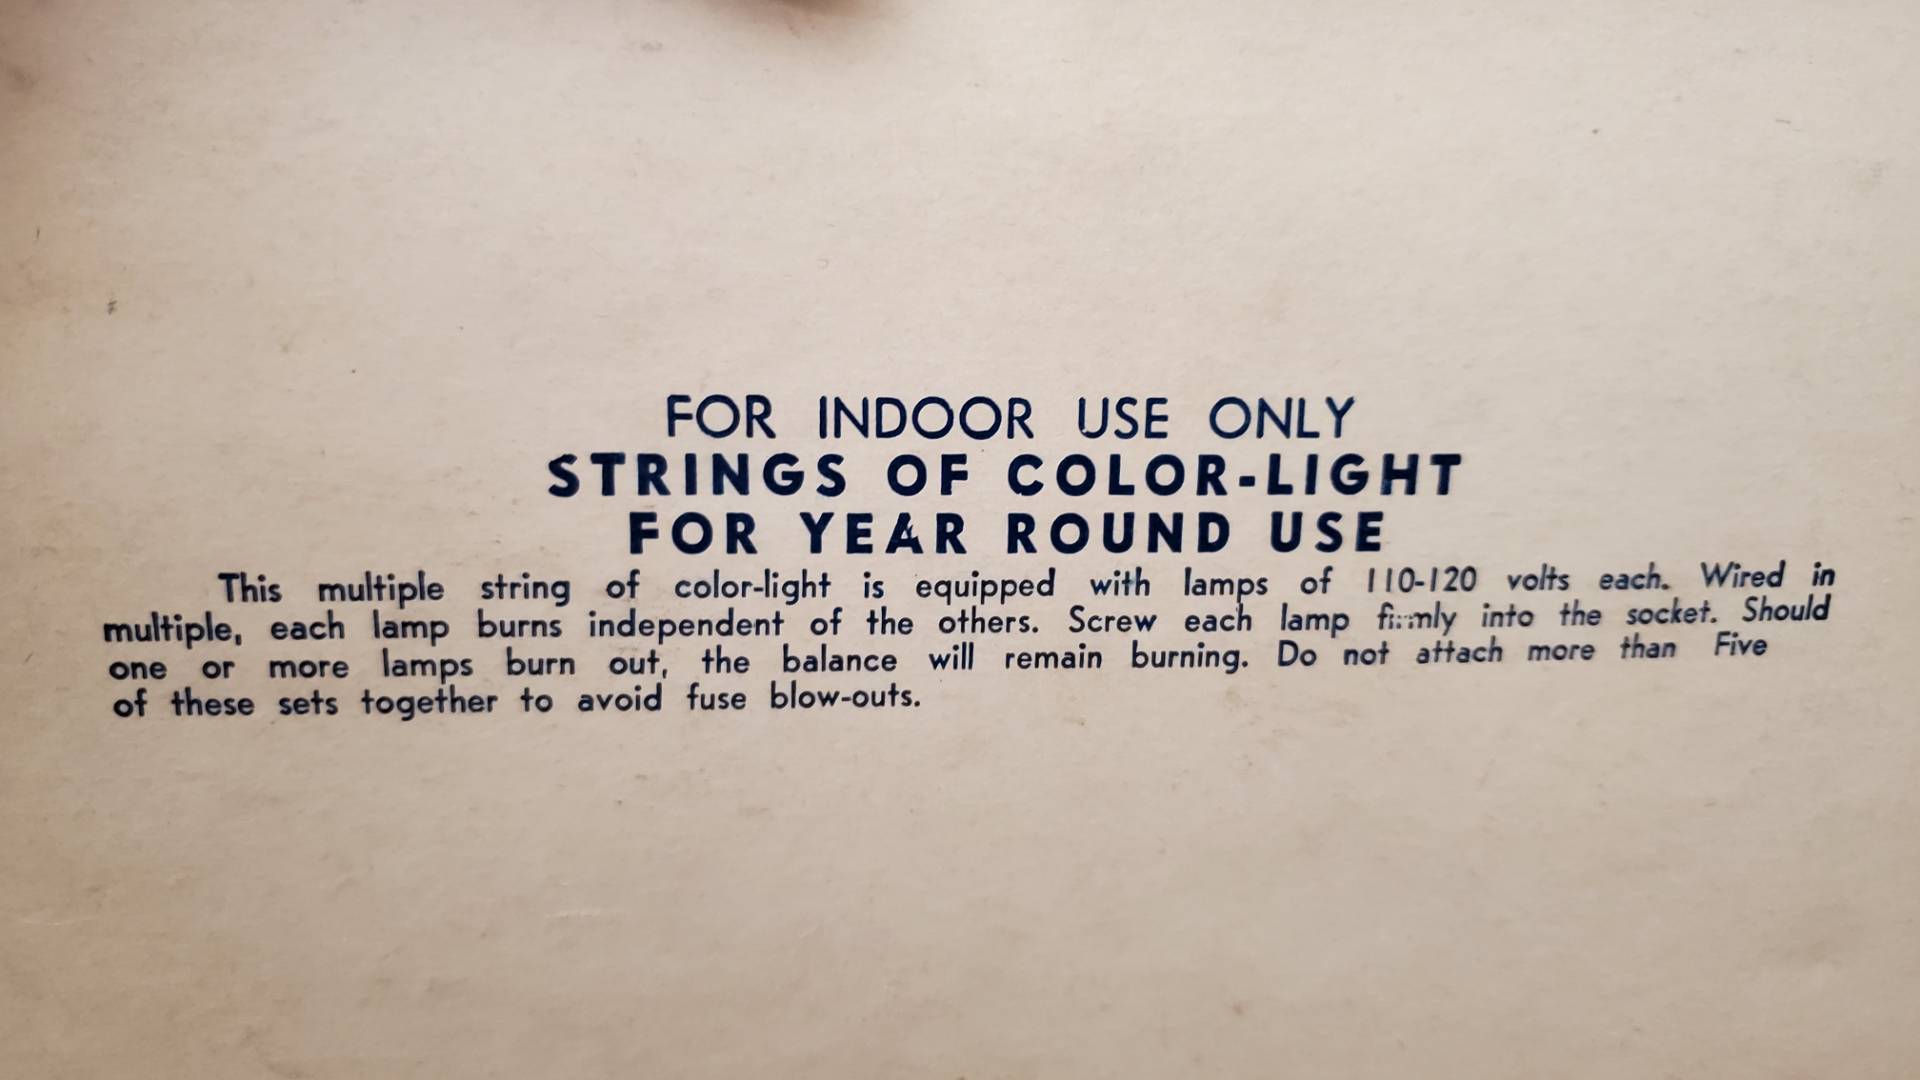 FOR INDOOR USE ONLY
STRINGS OF COLOR-LIGHT
FOR YEAR ROUND USE
This multiple string of color-light is equipped with lamps of 110-120 volts each. Wired in
multiple, each lamp burns independent of the others. Screw each lamp firmly into the socket. Should
one or more lamps burn out, the balance will remain burning. Do not attach more than Five
of these sets together to avoid fuse blow-outs.